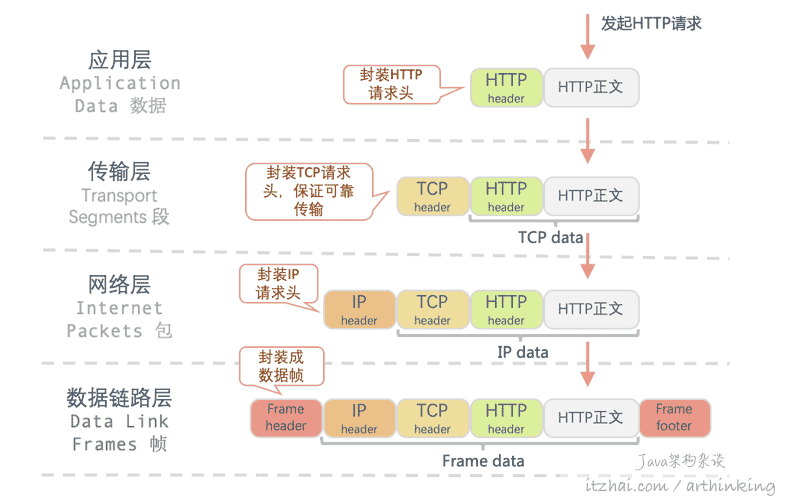 发起HTTP请求
应用层
Application
Data 数据
封装HTTP
请求头
HTTP
header
HTTP正文
传输层
Transport
Segments 段
封装TCP请求
头，保证可靠
传输
TCP
header
HTTP
header
HTTP正文
TCP data
网络层
Internet
Packets 包
封装IP
请求头
IP
header
TCP
header
HTTP
header
HTTP正文
IP data
数据链路层
Data Link
Frames 帧
封装成
数据帧
Frame
header
IP
header
TCP
header
HTTP
header
HTTP正文
Frame
footer
Frame data
Java架构杂谈
itzhai.com / arthinking